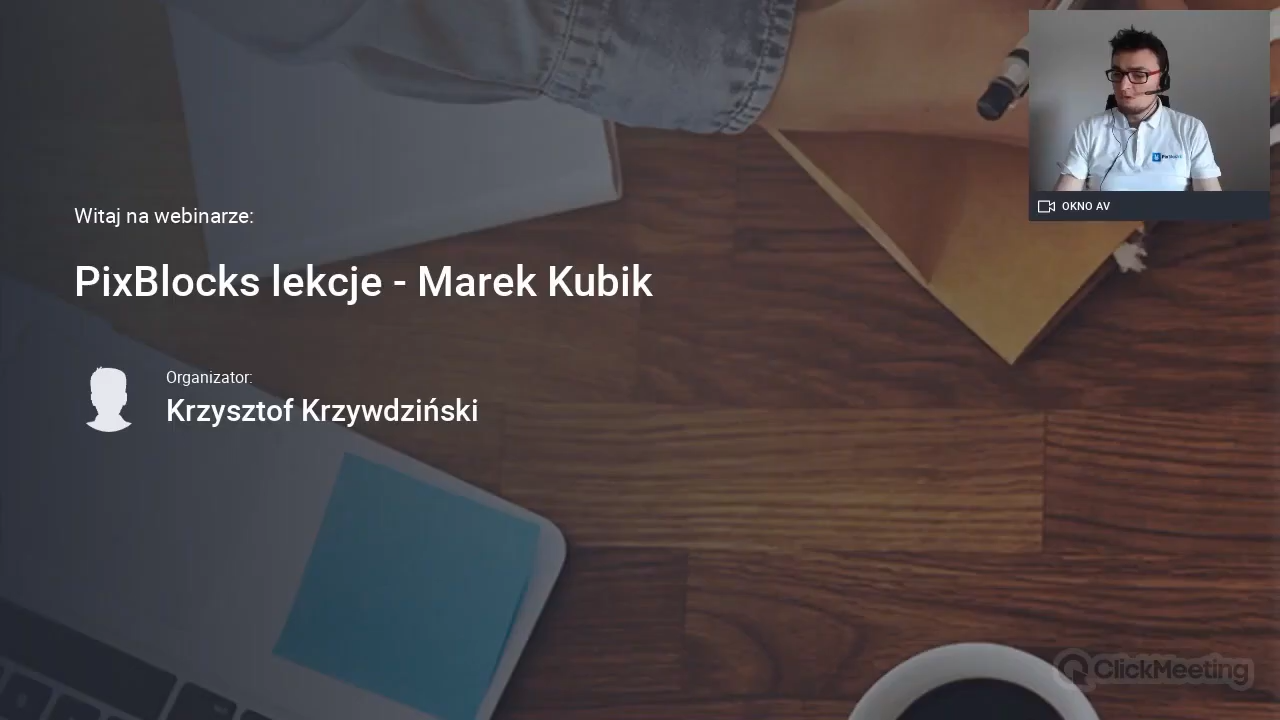 Witaj na webinarze:
PixBlocks lekcje - Marek Kubik
Organizator:
Krzysztof Krzywdziński
OKNO AV
ClickMeeting